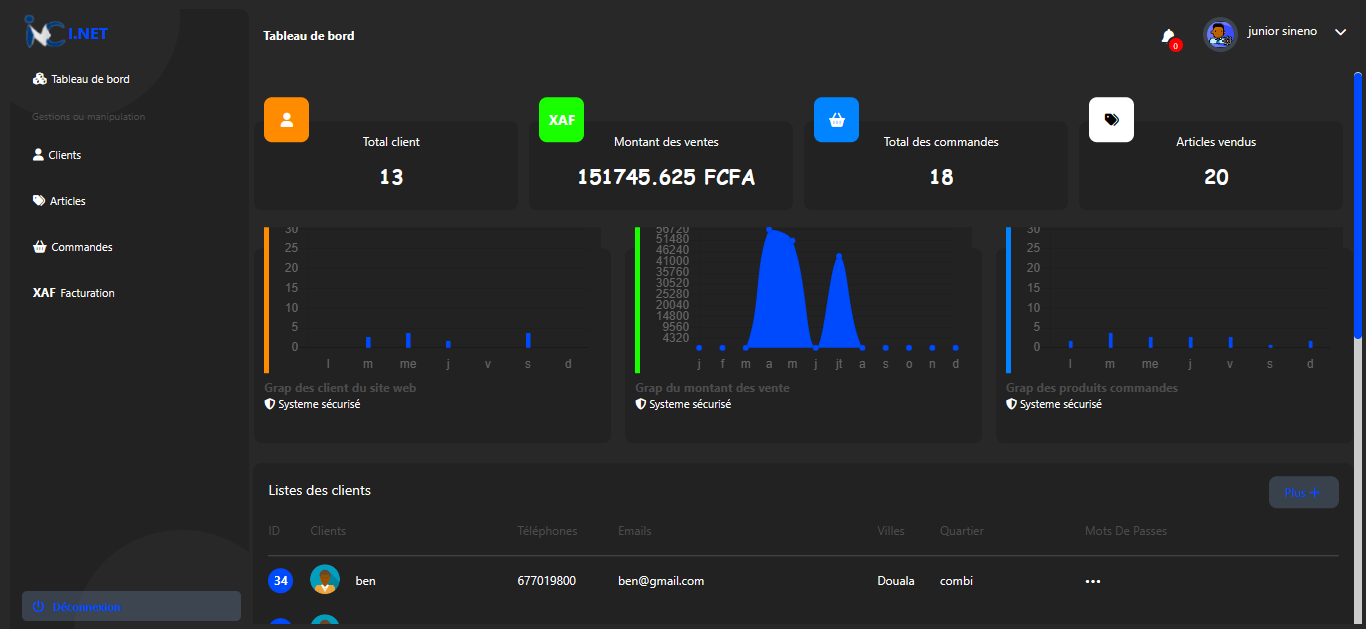 I.NET
Tableau de bord
Gestions ou manipulation
Clients
Articles
Commandes
XAF Facturation
Déconnexion
Tableau de bord
0
junior sineno
Total client
13
XAF
Montant des ventes
151745.625 FCFA
Total des commandes
18
Articles vendus
20
30
25
20
15
10
5
0
l m me j v s d
Grap des client du site web
Systeme sécurisé
56720
51480
46240
41000
35760
30520
25280
20040
14800
9560
4320
j f m a m j jt a s o n d
Grap du montant des vente
Systeme sécurisé
30
25
20
15
10
5
0
l m me j v s d
Grap des produits commandes
Systeme sécurisé
Listes des clients
Plus +
ID Clients Téléphones Emails Villes Quartier Mots De Passes
34 ben 677019800 ben@gmail.com Douala combi •••